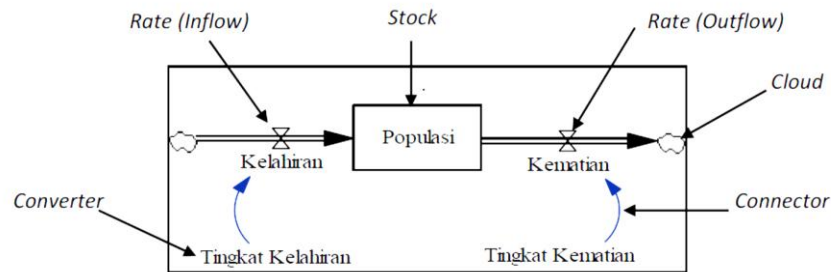 Rate (Inflow)
Stock
Rate (Outflow)
Cloud
Populasi
Kelahiran
Kematian
Converter
Connector
Tingkat Kelahiran
Tingkat Kematian